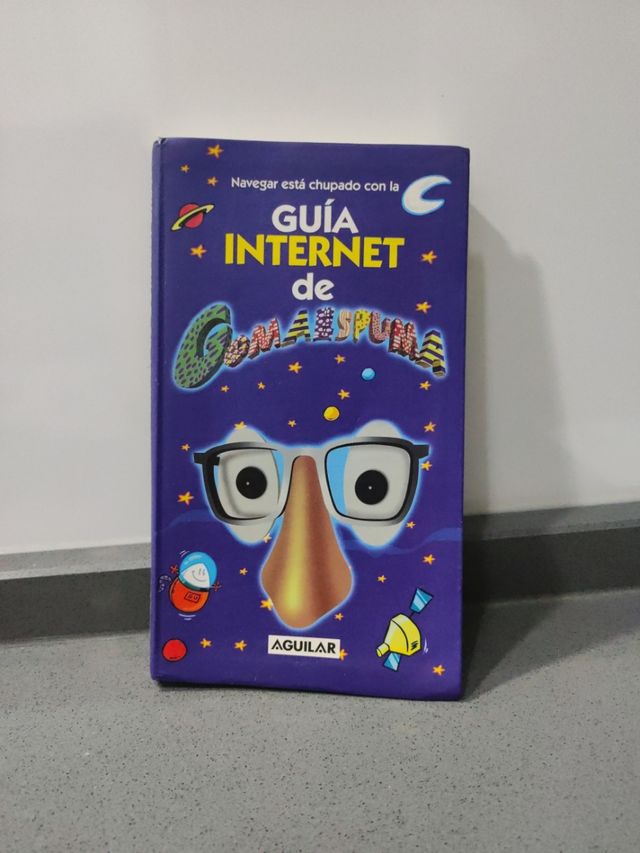 Navegar está chupado con la
GUÍA
INTERNET
de
GOMAESPUMA
AGUILAR